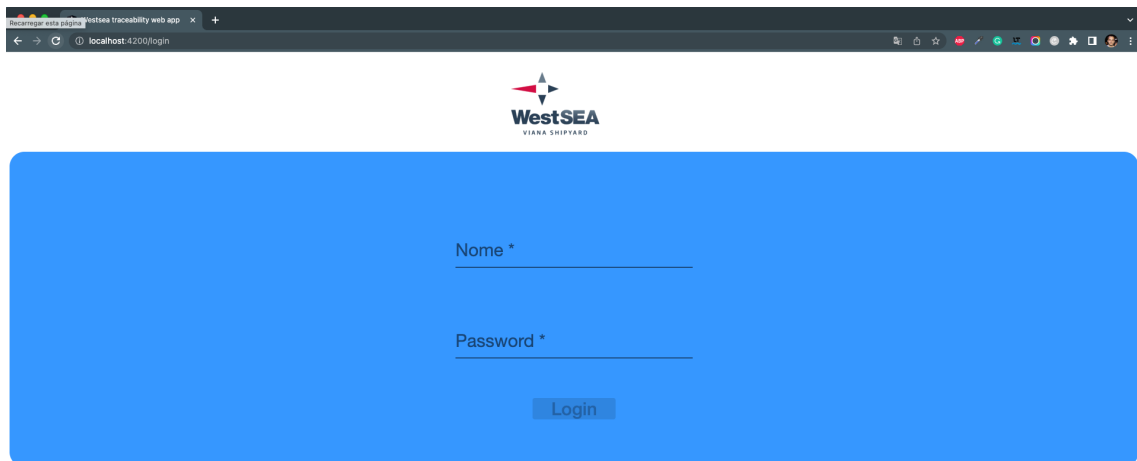 Recarregar esta página
Westsea traceability web app
localhost:4200/login
WestSEA
VIANA SHIPYARD
Nome *
Password *
Login